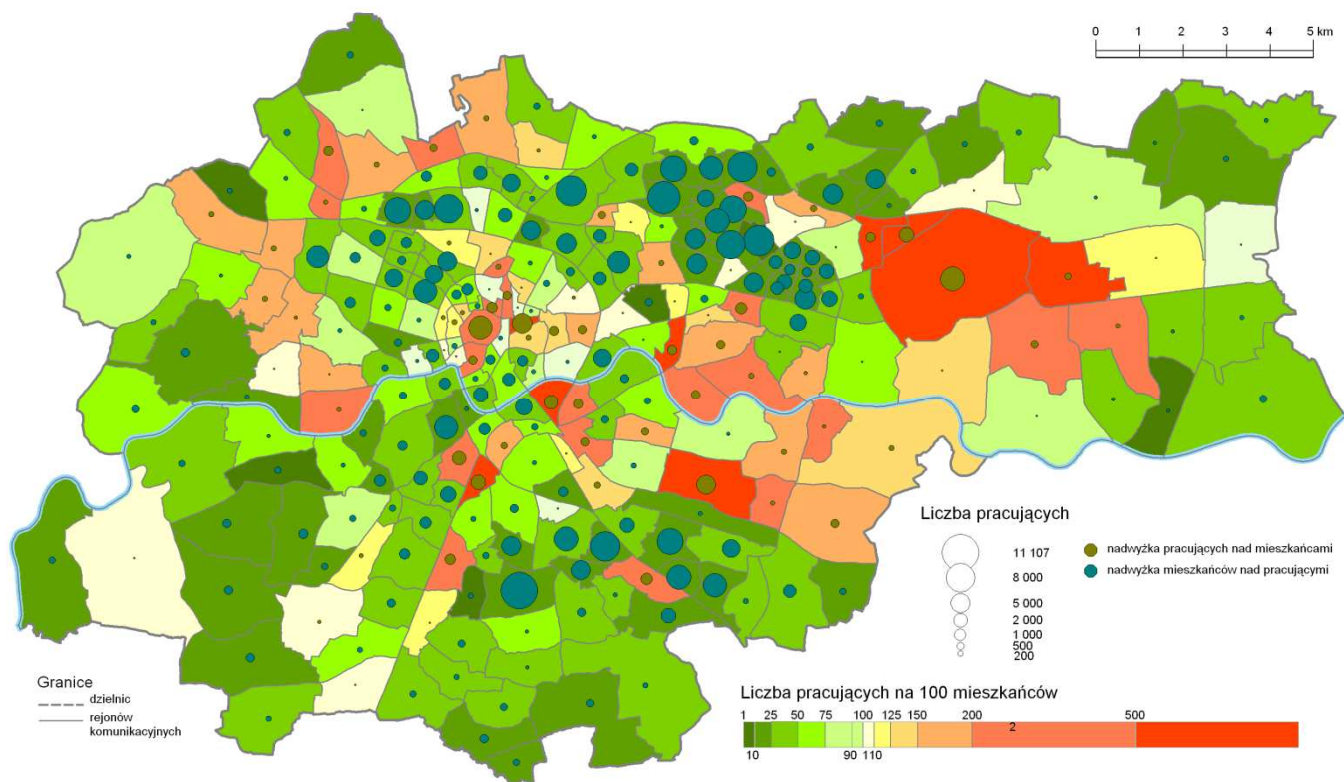 0 1 2 3 4 5 km
Liczba pracujących
11 107
8 000
5 000
2 000
1 000
500
200
nadwyżka pracujących nad mieszkańcami
nadwyżka mieszkańców nad pracującymi
Granice
dzielnic
rejonów
komunikacyjnych
Liczba pracujących na 100 mieszkańców
1 25 50 75 100 125 150 200 500
2
10 90 110